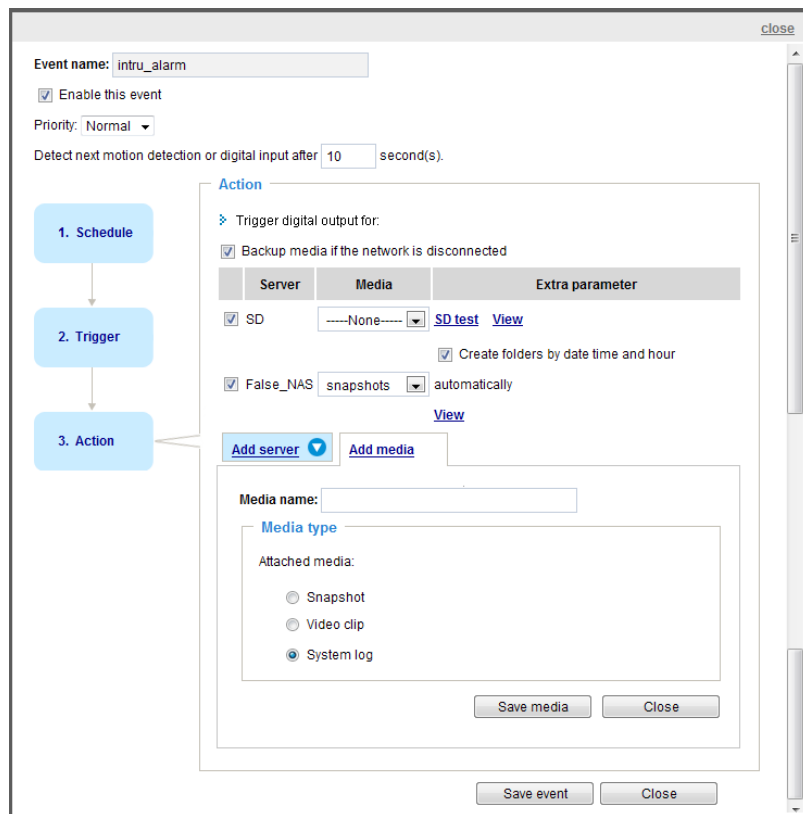 close
Event name: intru_alarm
Enable this event
Priority: Normal
Detect next motion detection or digital input after 10 second(s).
1. Schedule
2. Trigger
3. Action
Action
Trigger digital output for:
Backup media if the network is disconnected
Server Media Extra parameter
SD -----None----- SD test View
Create folders by date time and hour
False_NAS snapshots automatically
View
Add server Add media
Media name:
Media type
Attached media:
Snapshot
Video clip
System log
Save media Close
Save event Close